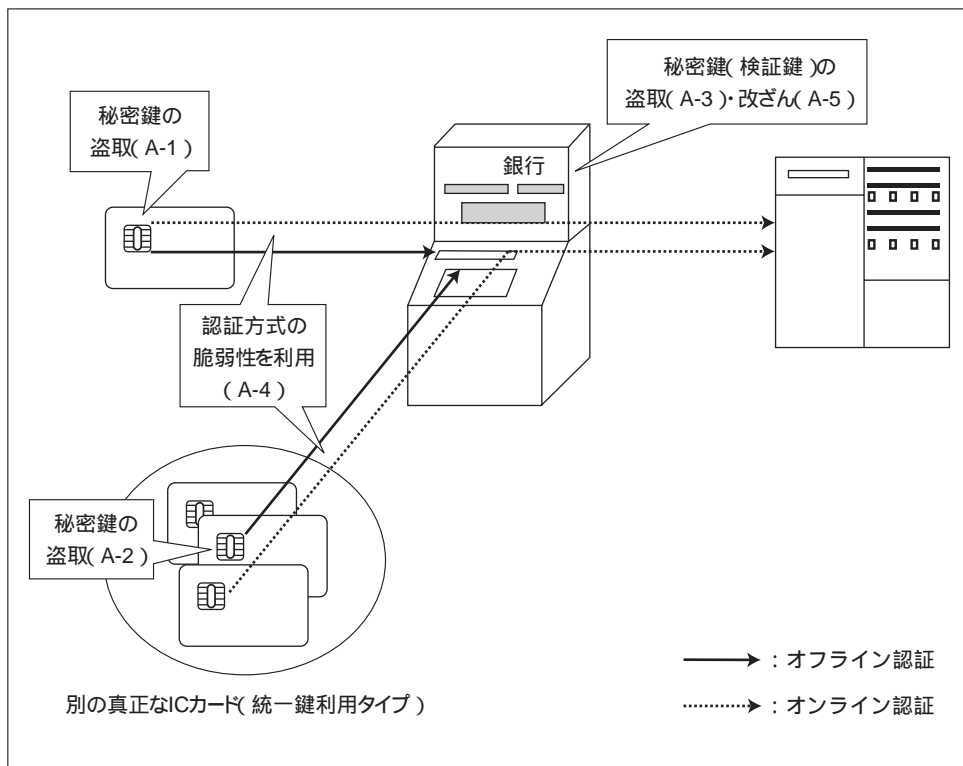 秘密鍵( 検証鍵 )の
盗取( A-3 )・改ざん( A-5 )
秘密鍵の
盗取( A-1 )
銀行
認証方式の
脆弱性を利用
( A-4 )
秘密鍵の
盗取( A-2 )
：オフライン認証
別の真正なICカード( 統一鍵利用タイプ )
：オンライン認証